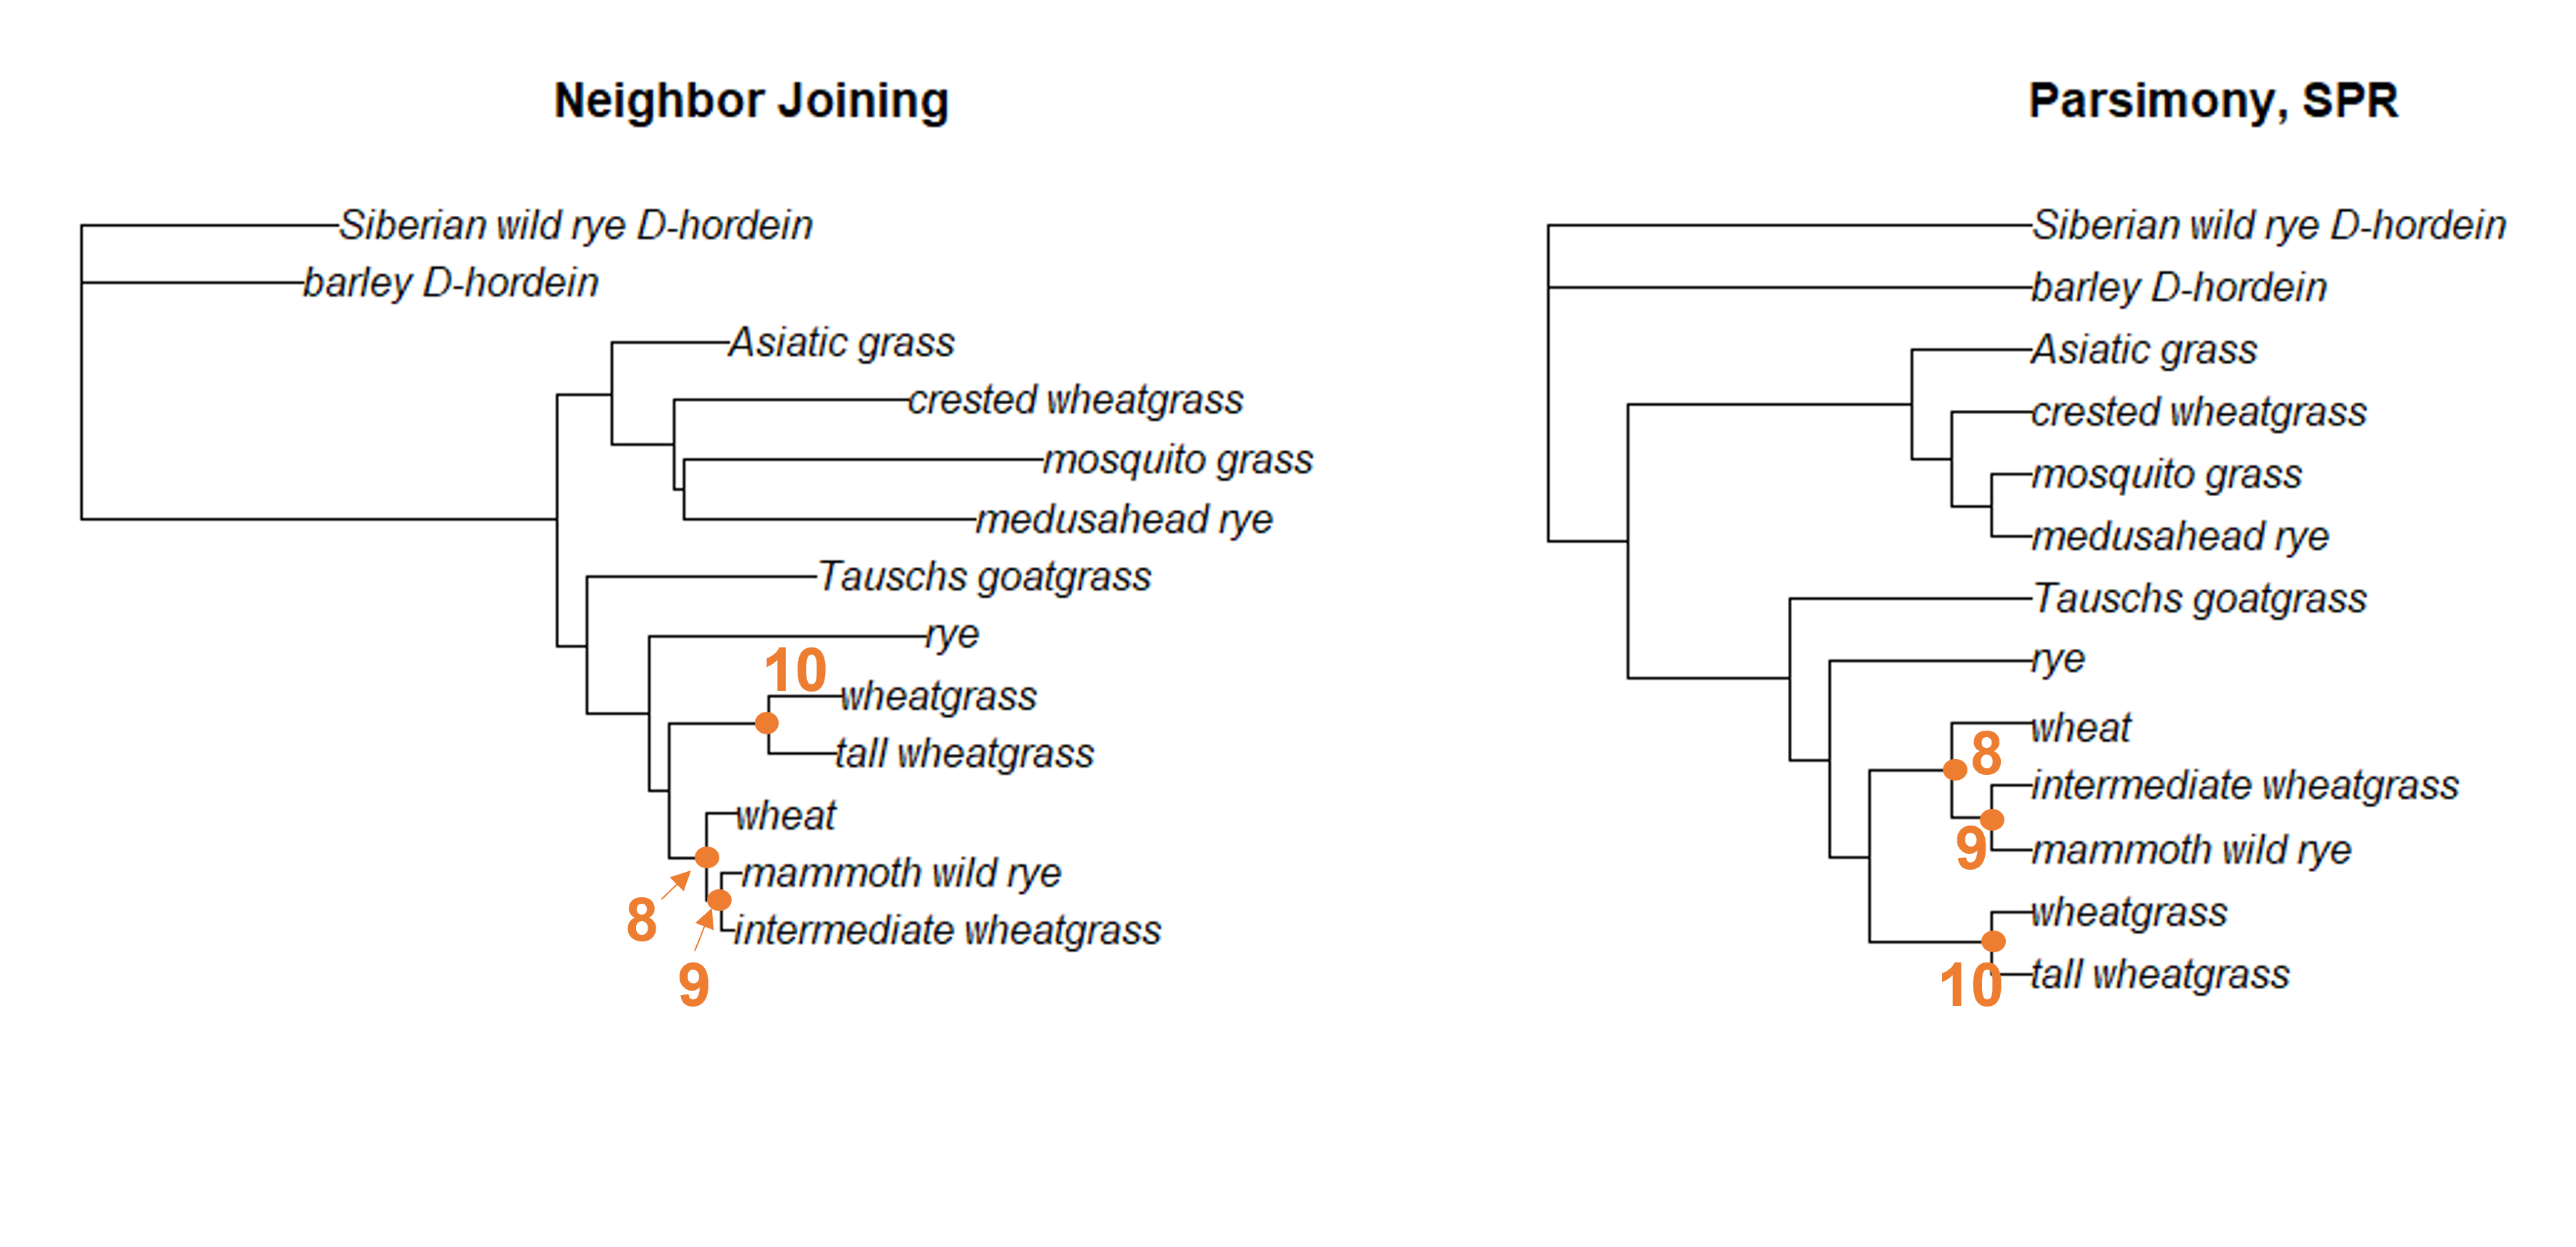 Neighbor Joining
Siberian wild rye D-hordein
barley D-hordein
Asiatic grass
crested wheatgrass
mosquito grass
medusahead rye
Tauschs goatgrass
rye
10
wheatgrass
tall wheatgrass
wheat
mammoth wild rye
8
intermediate wheatgrass
9
Parsimony, SPR
Siberian wild rye D-hordein
barley D-hordein
Asiatic grass
crested wheatgrass
mosquito grass
medusahead rye
Tauschs goatgrass
rye
wheat
8
intermediate wheatgrass
9
mammoth wild rye
wheatgrass
10
tall wheatgrass